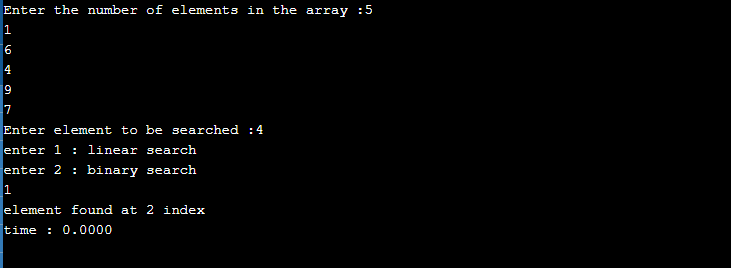 Enter the number of elements in the array :5
1
6
4
9
7
Enter element to be searched :4
enter 1 : linear search
enter 2 : binary search
1
element found at 2 index
time : 0.0000